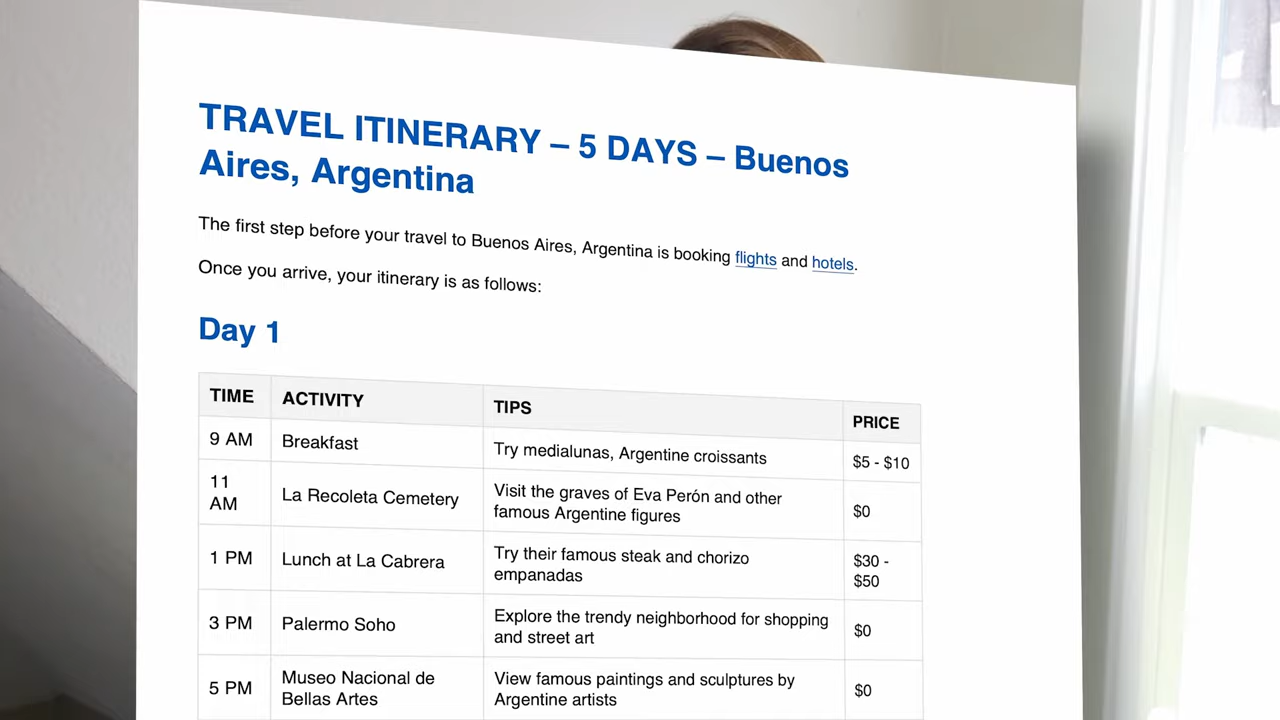 TRAVEL ITINERARY – 5 DAYS – Buenos
Aires, Argentina
The first step before your travel to Buenos Aires, Argentina is booking flights and hotels.
Once you arrive, your itinerary is as follows:
Day 1
TIME ACTIVITY TIPS PRICE
9 AM Breakfast Try medialunas, Argentine croissants $5 - $10
11
AM
La Recoleta Cemetery
Visit the graves of Eva Perón and other
famous Argentine figures
$0
1 PM
Lunch at La Cabrera
Try their famous steak and chorizo
empanadas
$30 -
$50
3 PM
Palermo Soho
Explore the trendy neighborhood for shopping
and street art
$0
5 PM
Museo Nacional de
Bellas Artes
View famous paintings and sculptures by
Argentine artists
$0